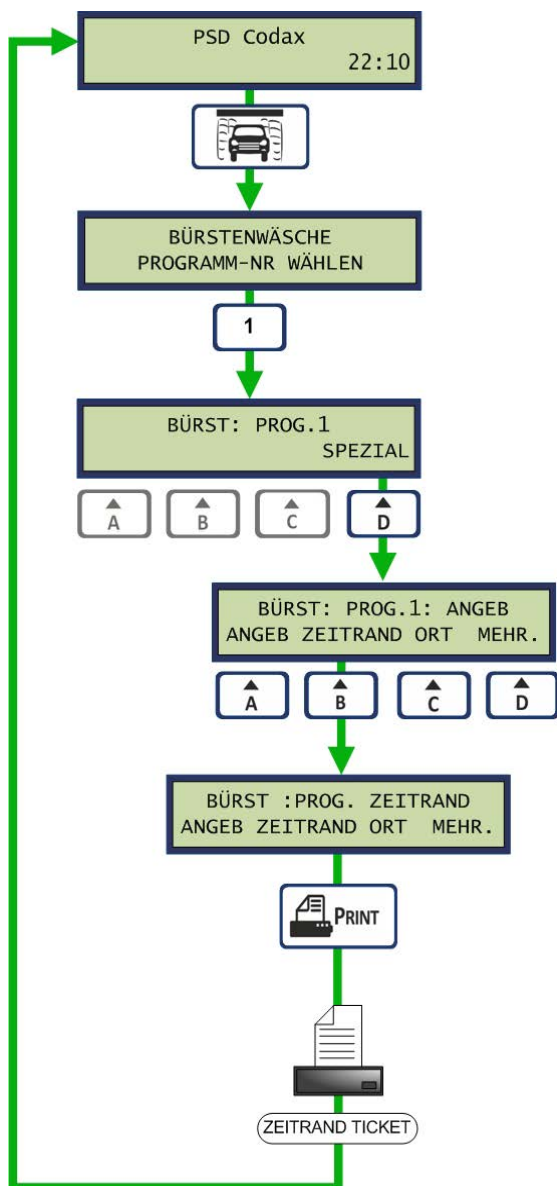 PSD Codax
22:10
BÜRSTENWÄSCHE
PROGRAMM-NR WÄHLEN
1
BÜRST: PROG.1
SPEZIAL
A B C D
BÜRST: PROG.1: ANGEB
ANGEB ZEITRAND ORT MEHR.
A B C D
BÜRST :PROG. ZEITRAND
ANGEB ZEITRAND ORT MEHR.
PRINT
ZEITRAND TICKET